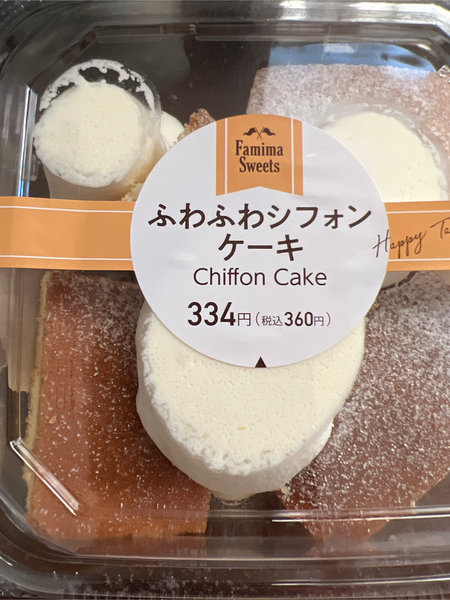 Famima
Sweets
ふわふわシフォン
ケーキ
Chiffon Cake
334円(税込360円)
Happy